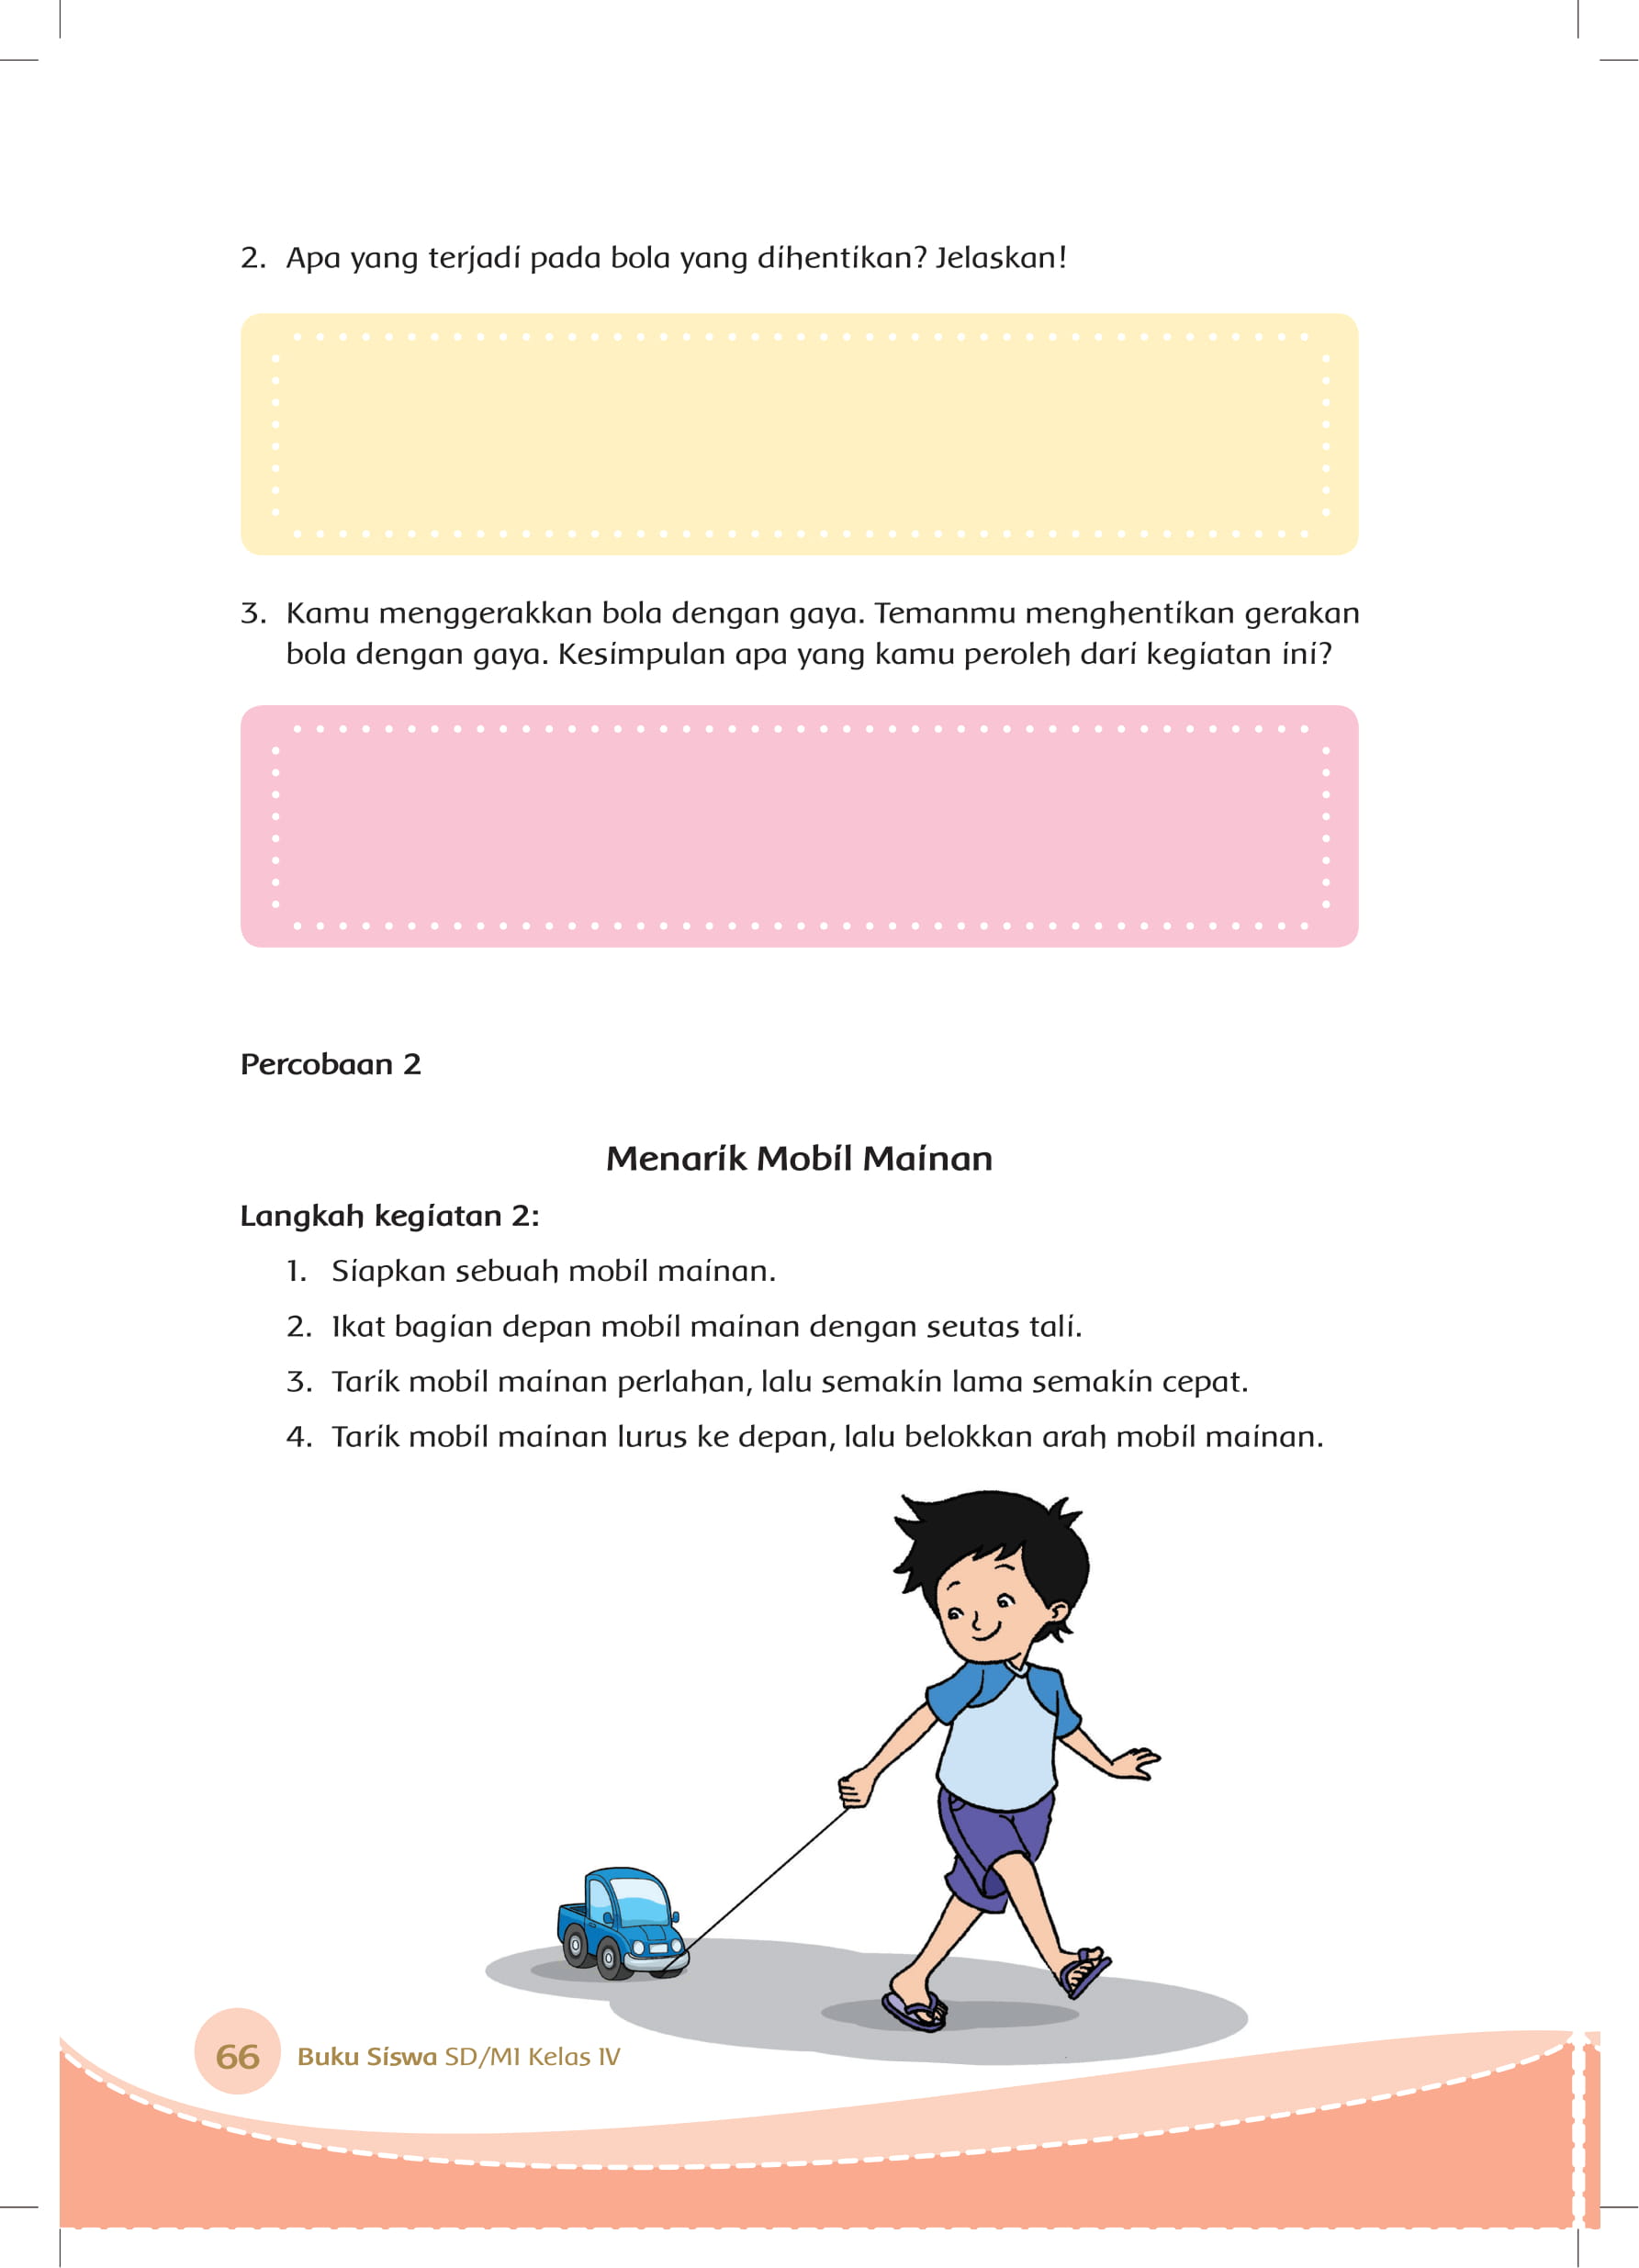 2. Apa yang terjadi pada bola yang dihentikan? Jelaskan!
3. Kamu menggerakkan bola dengan gaya. Temanmu menghentikan gerakan
bola dengan gaya. Kesimpulan apa yang kamu peroleh dari kegiatan ini?
Percobaan 2
Menarik Mobil Mainan
Langkah kegiatan 2:
1. Siapkan sebuah mobil mainan.
2. Ikat bagian depan mobil mainan dengan seutas tali.
3. Tarik mobil mainan perlahan, lalu semakin lama semakin cepat.
4. Tarik mobil mainan lurus ke depan, lalu belokkan arah mobil mainan.
66 Buku Siswa SD/MI Kelas IV